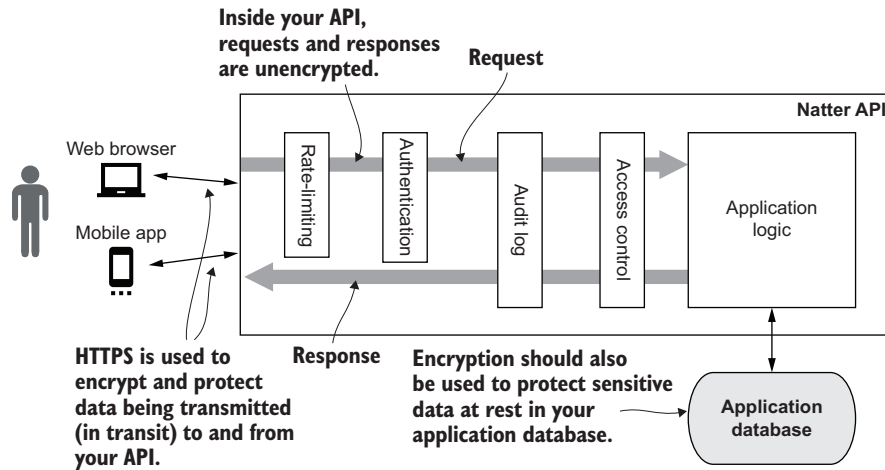 Inside your API,
requests and responses
are unencrypted.
Request
Natter API
Web browser
Mobile app
Rate-limiting
Authentication
Audit log
Access control
Application
logic
HTTPS is used to
encrypt and protect
data being transmitted
(in transit) to and from
your API.
Response
Encryption should also
be used to protect sensitive
data at rest in your
application database.
Application
database